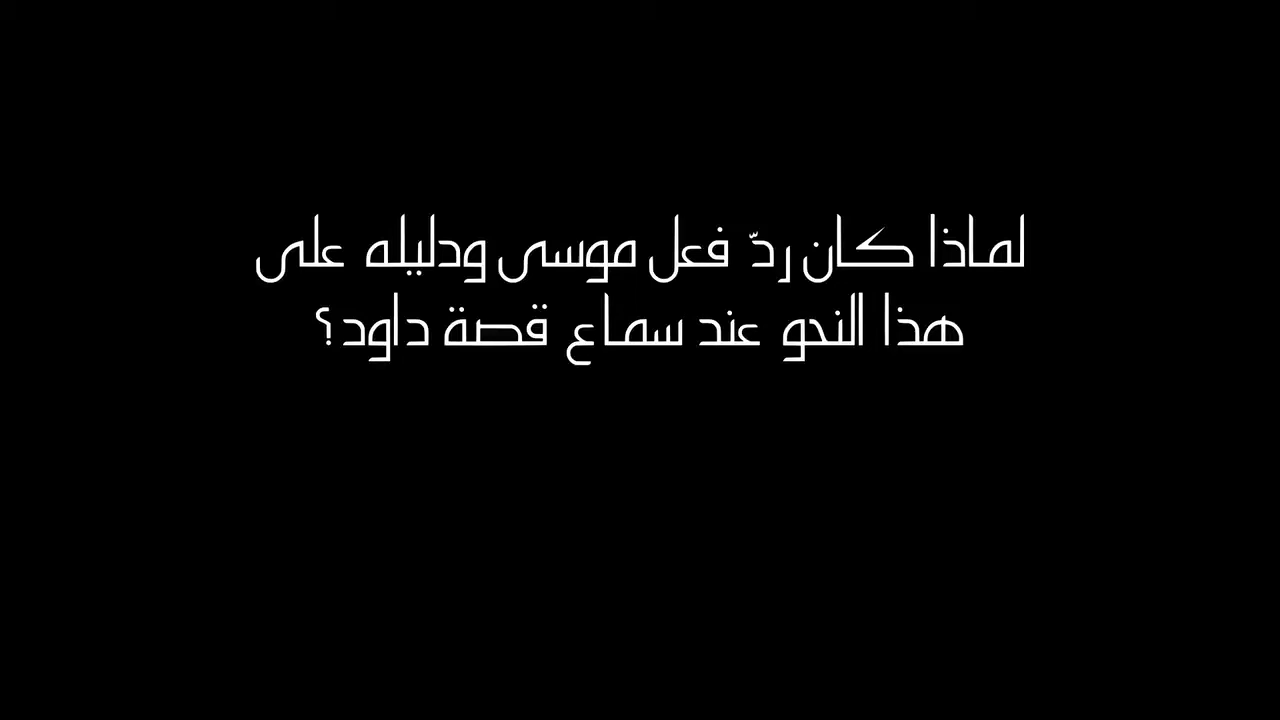 لماذا كان ردّ فعل موسى ودليله على
هذا النحو عند سماع قصة داود؟